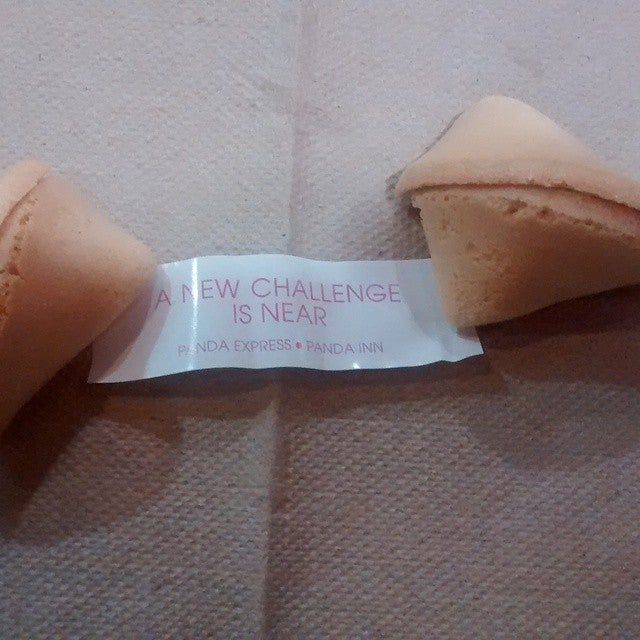 A NEW CHALLENGE
IS NEAR
PANDA EXPRESS • PANDA INN